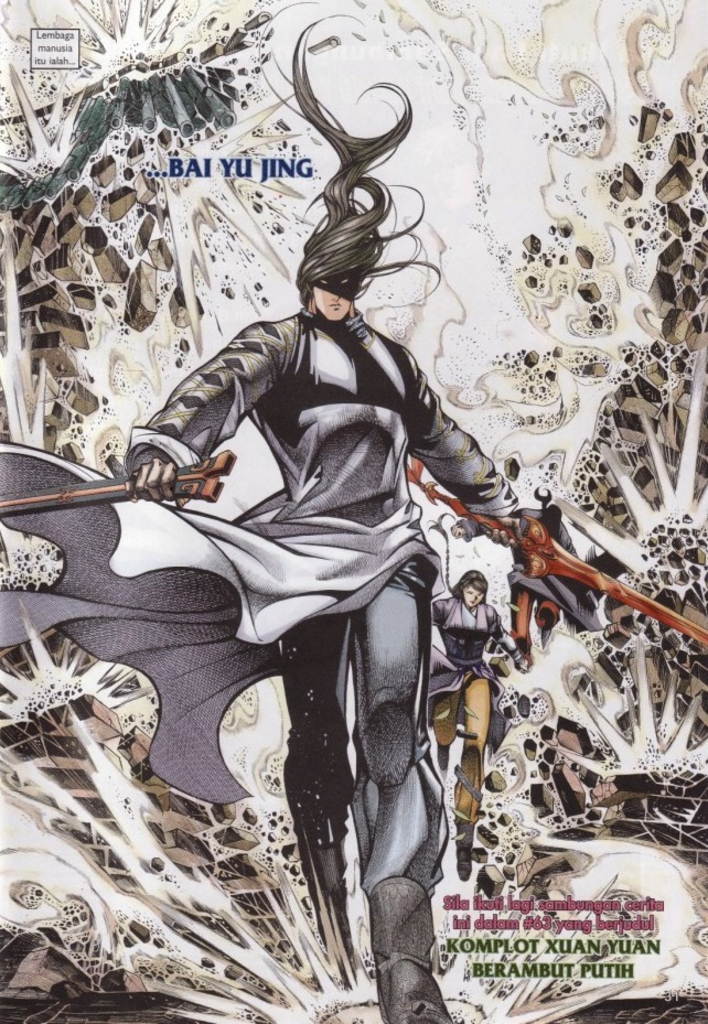 Lembaga
manusia
itu ialah...
...BAI YU JING
Sila ikuti lagi sambungan cerita
ini dalam #63 yang berjudul
KOMPLOT XUAN YUAN
BERAMBUT PUTIH
51